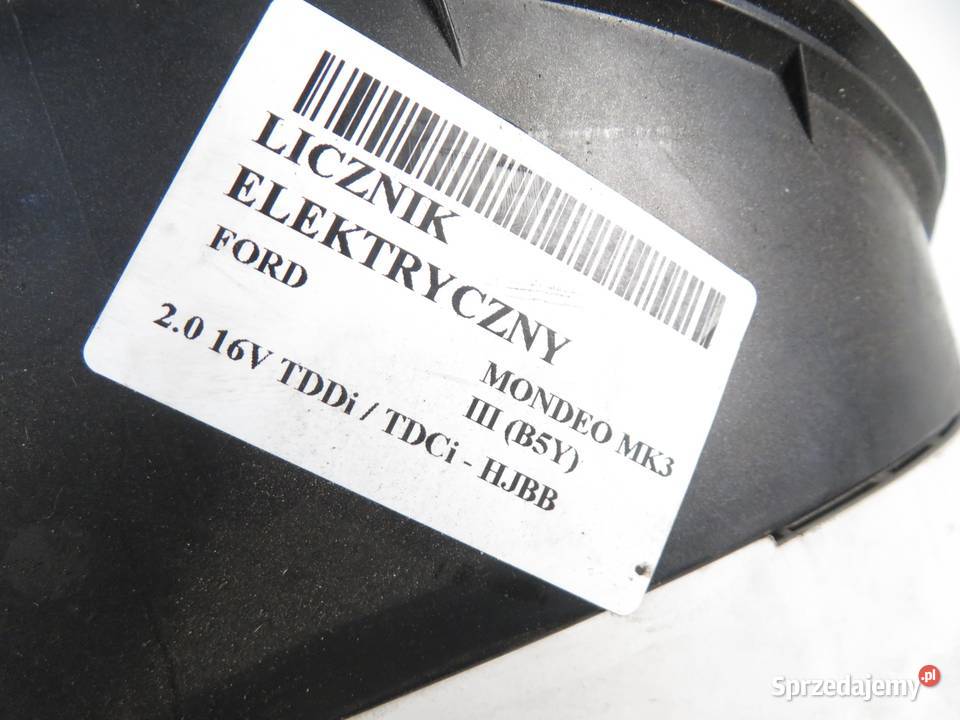 LICZNIK
ELEKTRYCZNY
FORD
MONDEO MK3
III (B5Y)
2.0 16V TDDi / TDCi - HJBB
Sprzedajemy.pl